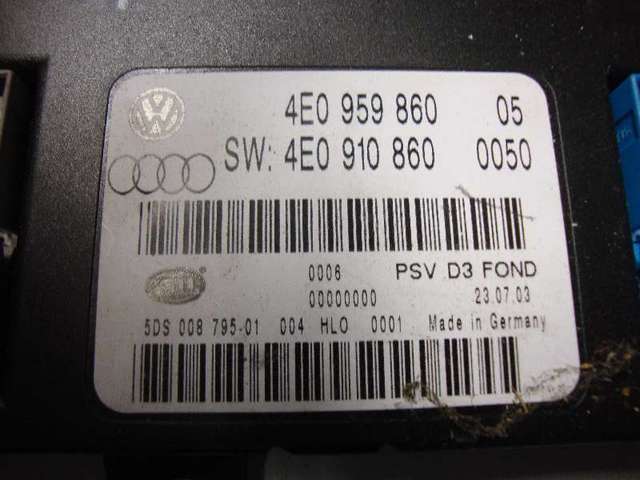 4E0 959 860 05
SW: 4E0 910 860 0050
0006 PSV D3 FOND
00000000 23.07.03
5DS 008 795-01 004 HLO 0001 Made in Germany